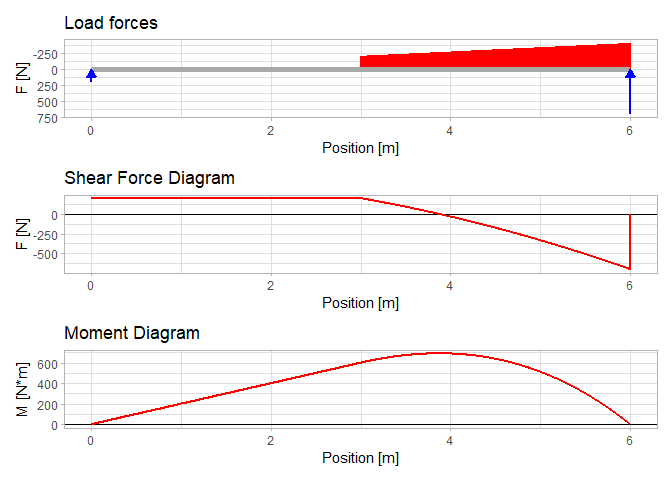 Load forces
F [N]
-250
0
250
500
750
0 2 4 6
Position [m]
Shear Force Diagram
F [N]
0
-250
-500
0 2 4 6
Position [m]
Moment Diagram
M [N*m]
600
400
200
0
0 2 4 6
Position [m]